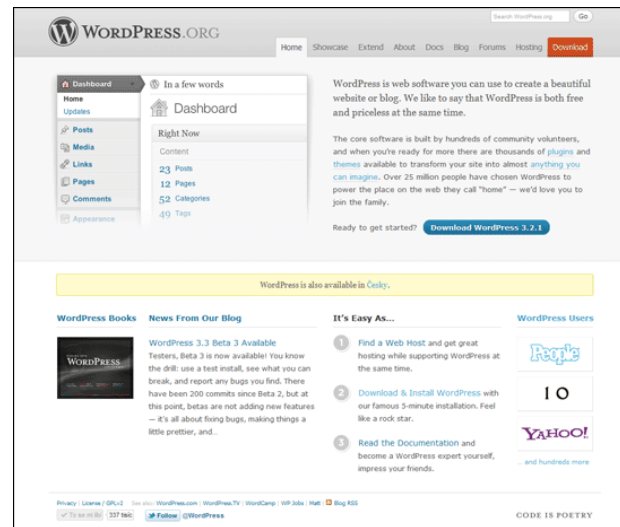 Search WordPress.org
Go
WORDPRESS.ORG
Home Showcase Extend About Docs Blog Forums Hosting Download
Dashboard
Home
Updates
Posts
Media
Links
Pages
Comments
Appearance
In a few words
Dashboard
Right Now
Content
23 Posts
12 Pages
52 Categories
49 Tags
WordPress is web software you can use to create a beautiful
website or blog. We like to say that WordPress is both free
and priceless at the same time.
The core software is built by hundreds of community volunteers,
and when you're ready for more there are thousands of plugins and
themes available to transform your site into almost anything you
can imagine. Over 25 million people have chosen WordPress to
power the place on the web they call "home" — we'd love you to
join the family.
Ready to get started? Download WordPress 3.2.1
WordPress is also available in Česky.
WordPress Books
WORDPRESS
News From Our Blog
WordPress 3.3 Beta 3 Available
Testers, Beta 3 is now available! You know
the drill: use a test install, see what you can
break, and report any bugs you find. There
have been 200 commits since Beta 2, but at
this point, betas are not adding new features
— it's all about fixing bugs, making things a
little prettier, and...
It's Easy As...
1 Find a Web Host and get great
hosting while supporting WordPress at
the same time.
2 Download & Install WordPress with
our famous 5-minute installation. Feel
like a rock star.
3 Read the Documentation and
become a WordPress expert yourself,
impress your friends.
WordPress Users
People
10
YAHOO!
... and hundreds more
Privacy | License / GPLv2 See also: WordPress.com | WordPress.TV | WordCamp | WP Jobs | Matt | Blog RSS
To se mi líbí 337 tisíc Follow @WordPress
CODE IS POETRY